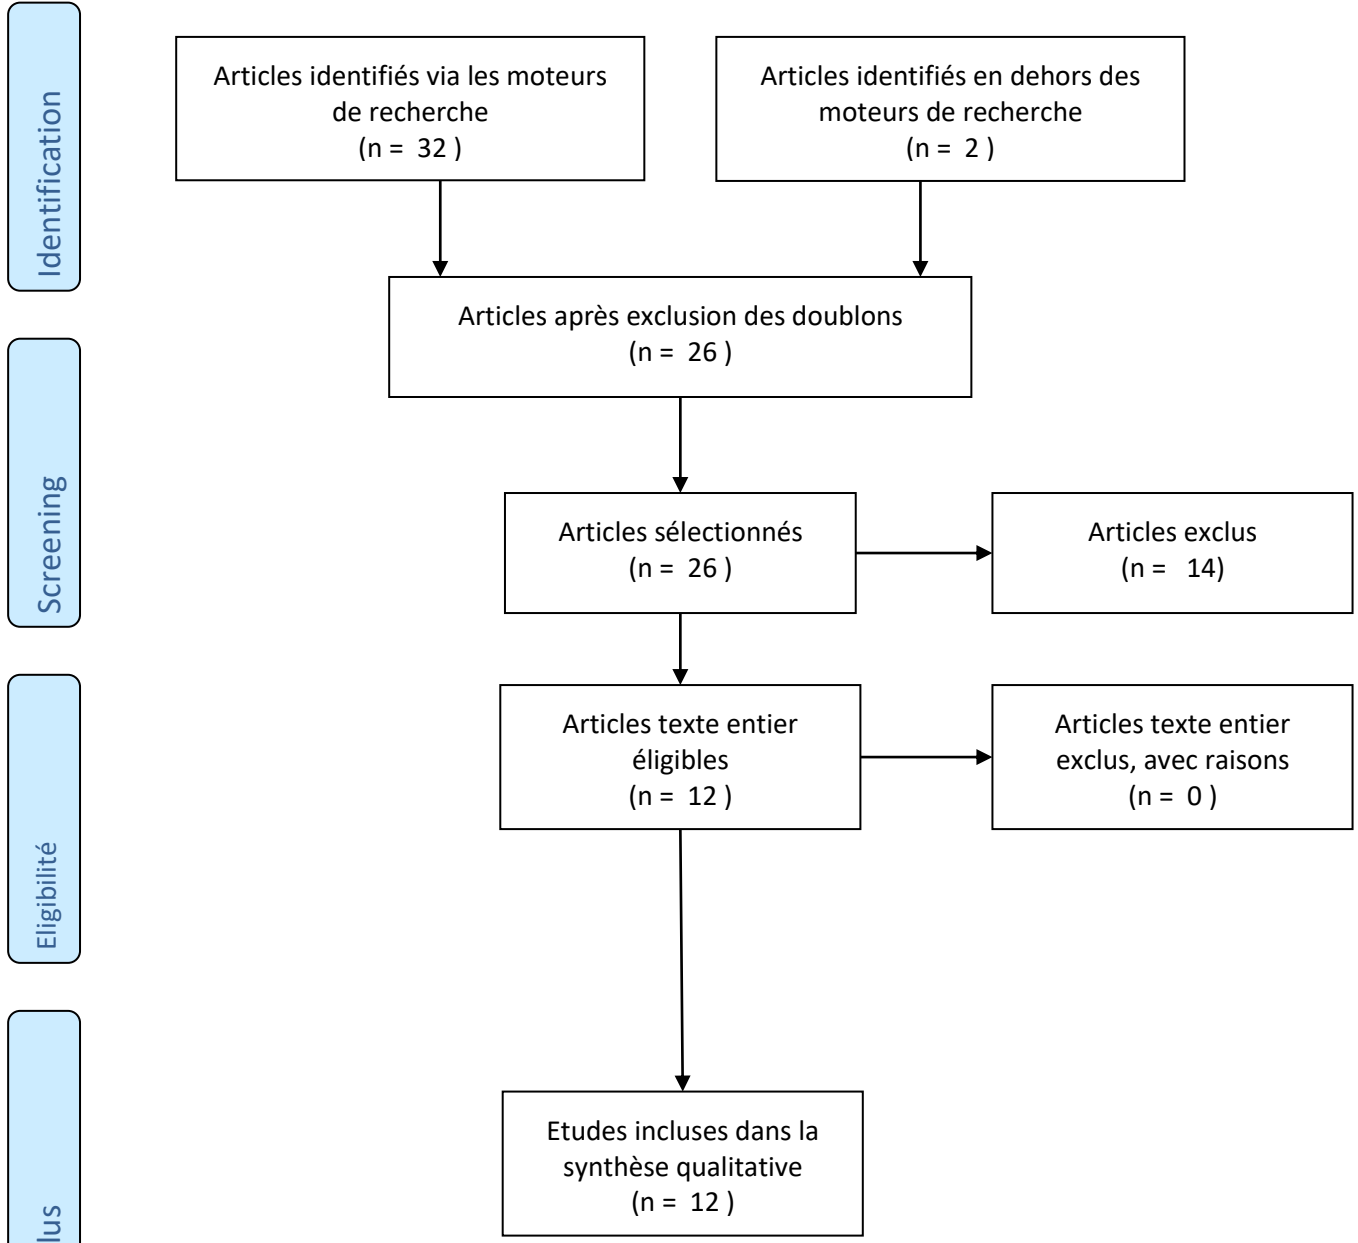 Identification
Articles identifiés via les moteurs
de recherche
(n = 32 )
Articles identifiés en dehors des
moteurs de recherche
(n = 2 )
Articles après exclusion des doublons
(n = 26 )
Screening
Articles sélectionnés
(n = 26 )
Articles exclus
(n = 14)
Eligibilité
Articles texte entier
éligibles
(n = 12 )
Articles texte entier
exclus, avec raisons
(n = 0 )
Etudes incluses dans la
synthèse qualitative
(n = 12 )